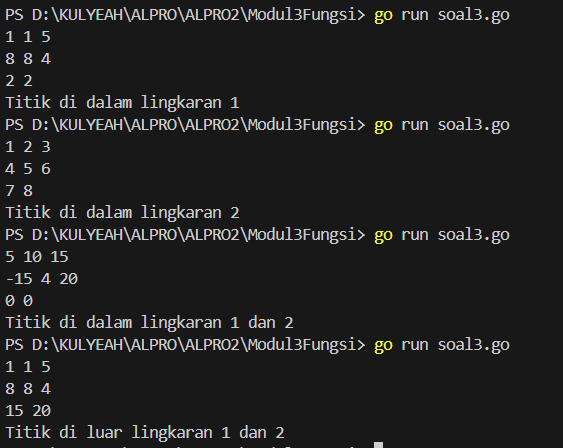 PS D:\KULYEAH\ALPRO\ALPRO2\Modul3Fungsi> go run soal3.go
1 1 5
8 8 4
2 2
Titik di dalam lingkaran 1
PS D:\KULYEAH\ALPRO\ALPRO2\Modul3Fungsi> go run soal3.go
1 2 3
4 5 6
7 8
Titik di dalam lingkaran 2
PS D:\KULYEAH\ALPRO\ALPRO2\Modul3Fungsi> go run soal3.go
5 10 15
-15 4 20
0 0
Titik di dalam lingkaran 1 dan 2
PS D:\KULYEAH\ALPRO\ALPRO2\Modul3Fungsi> go run soal3.go
1 1 5
8 8 4
15 20
Titik di luar lingkaran 1 dan 2